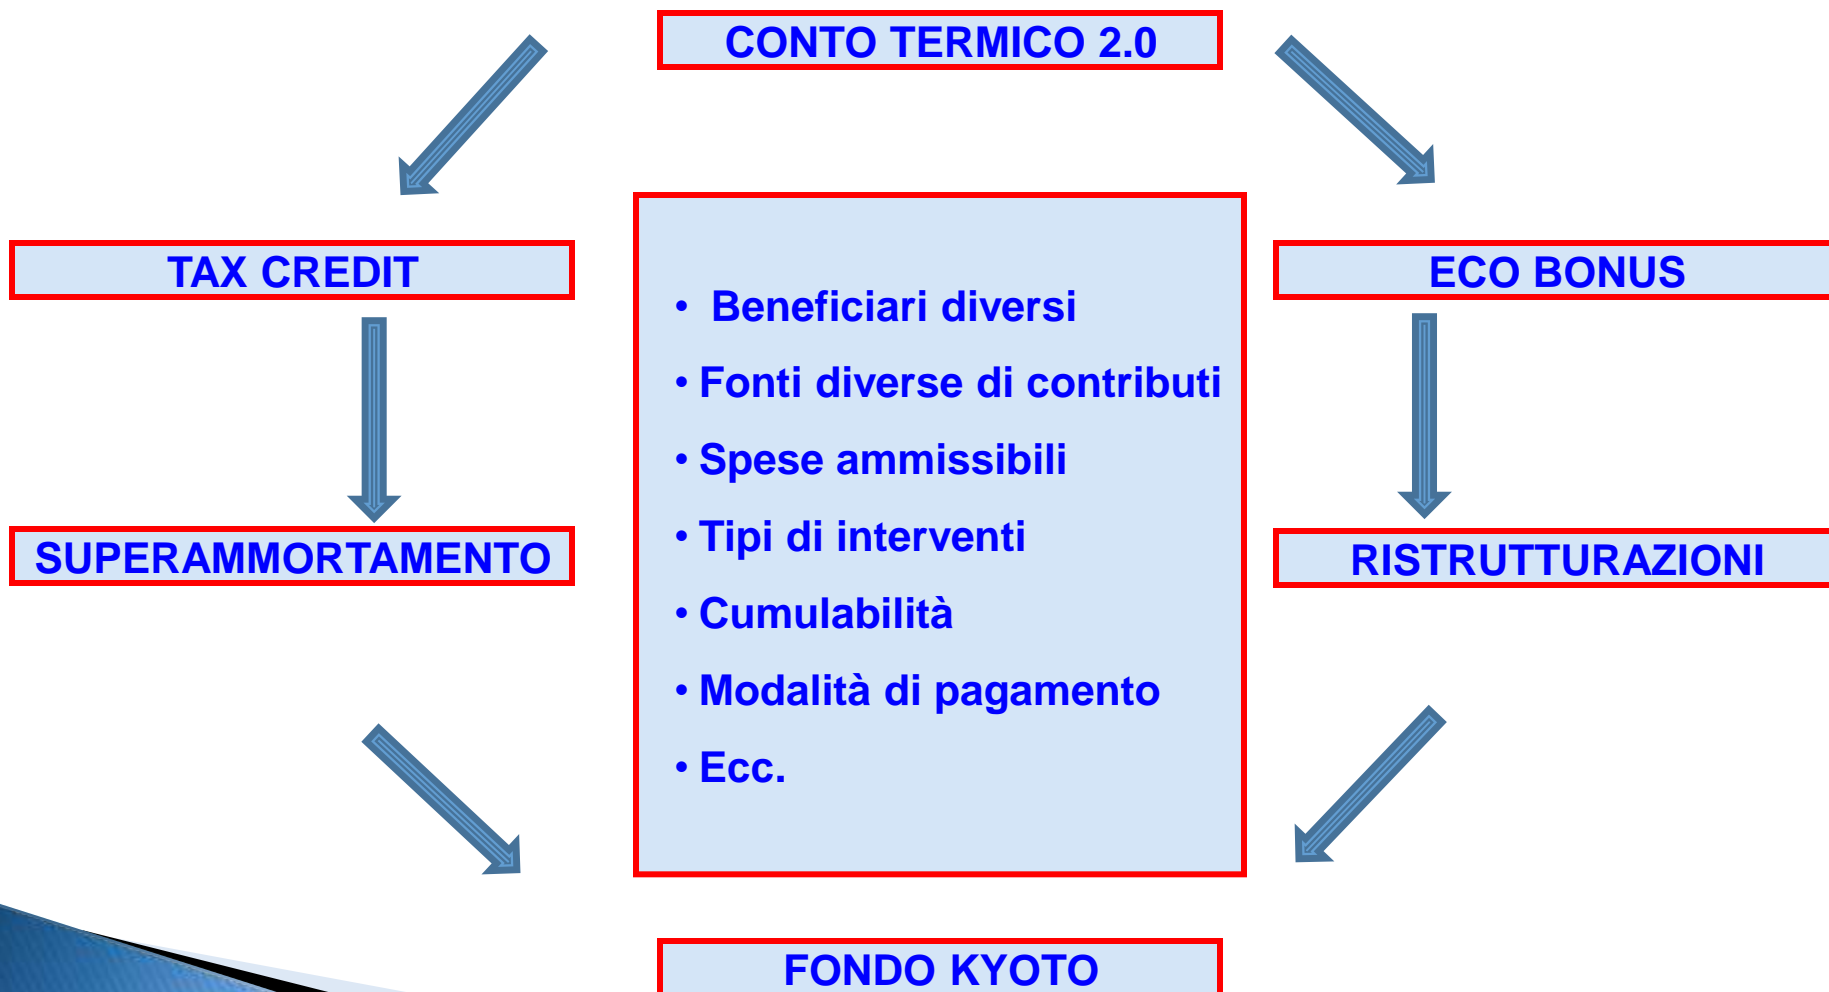 CONTO TERMICO 2.0
TAX CREDIT
ECO BONUS
• Beneficiari diversi
• Fonti diverse di contributi
• Spese ammissibili
• Tipi di interventi
• Cumulabilità
• Modalità di pagamento
• Ecc.
SUPERAMMORTAMENTO
RISTRUTTURAZIONI
FONDO KYOTO